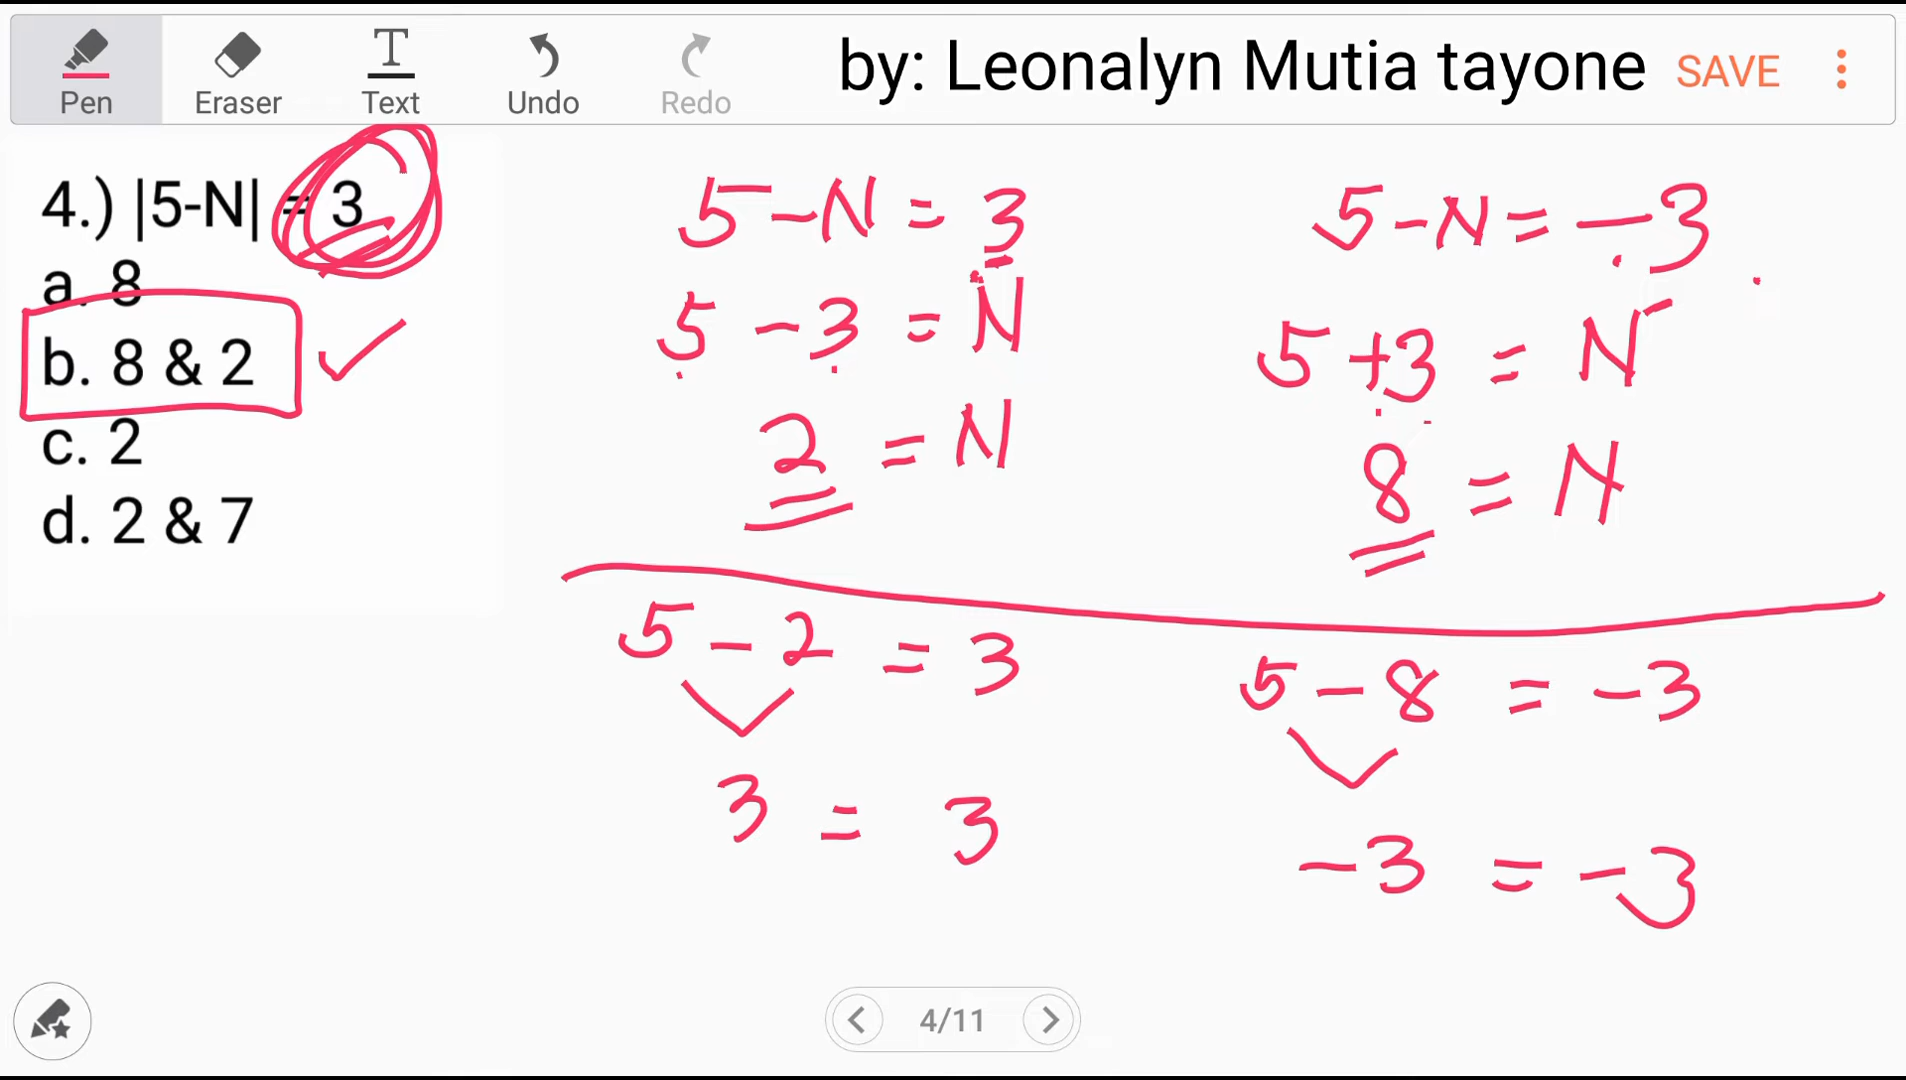 Pen Eraser Text Undo Redo by: Leonalyn Mutia tayone SAVE
4.) |5-N| = 3
a. 8
b. 8 & 2
c. 2
d. 2 & 7
5-N = 3
5 - 3 = N
2 = N
5-N = -3
5 + 3 = N
8 = N
5 - 2 = 3
3 = 3
5 - 8 = -3
-3 = -3
4/11